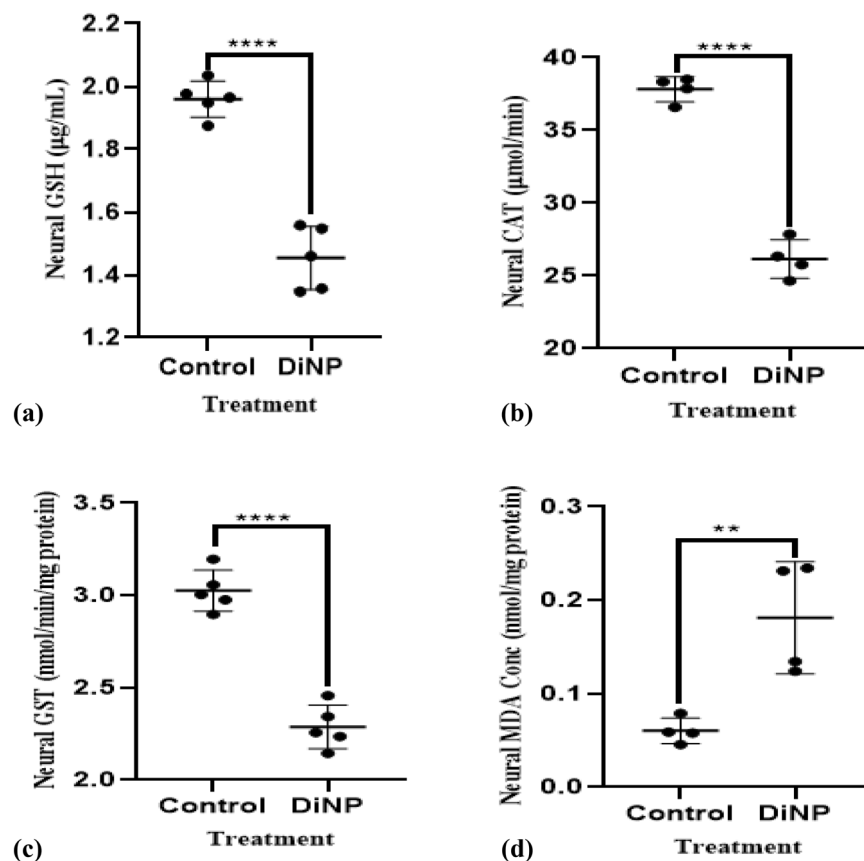 Neural GSH (μg/mL)
2.2
2.0
1.8
1.6
1.4
1.2
****
Control DiNP
Treatment
(a)
Neural CAT (μmol/min)
40
35
30
25
20
****
Control DiNP
Treatment
(b)
Neural GST (nmol/min/mg protein)
3.5
3.0
2.5
2.0
****
Control DiNP
Treatment
(c)
Neural MDA Conc (nmol/mg protein)
0.3
0.2
0.1
0.0
**
Control DiNP
Treatment
(d)